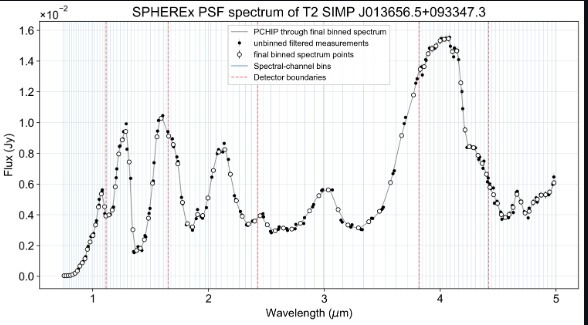 SPHEREx PSF spectrum of T2 SIMP J013656.5+093347.3
×10⁻²
PCHIP through final binned spectrum
unbinned filtered measurements
final binned spectrum points
Spectral-channel bins
Detector boundaries
Flux (Jy)
1.6
1.4
1.2
1.0
0.8
0.6
0.4
0.2
0.0
1 2 3 4 5
Wavelength (μm)